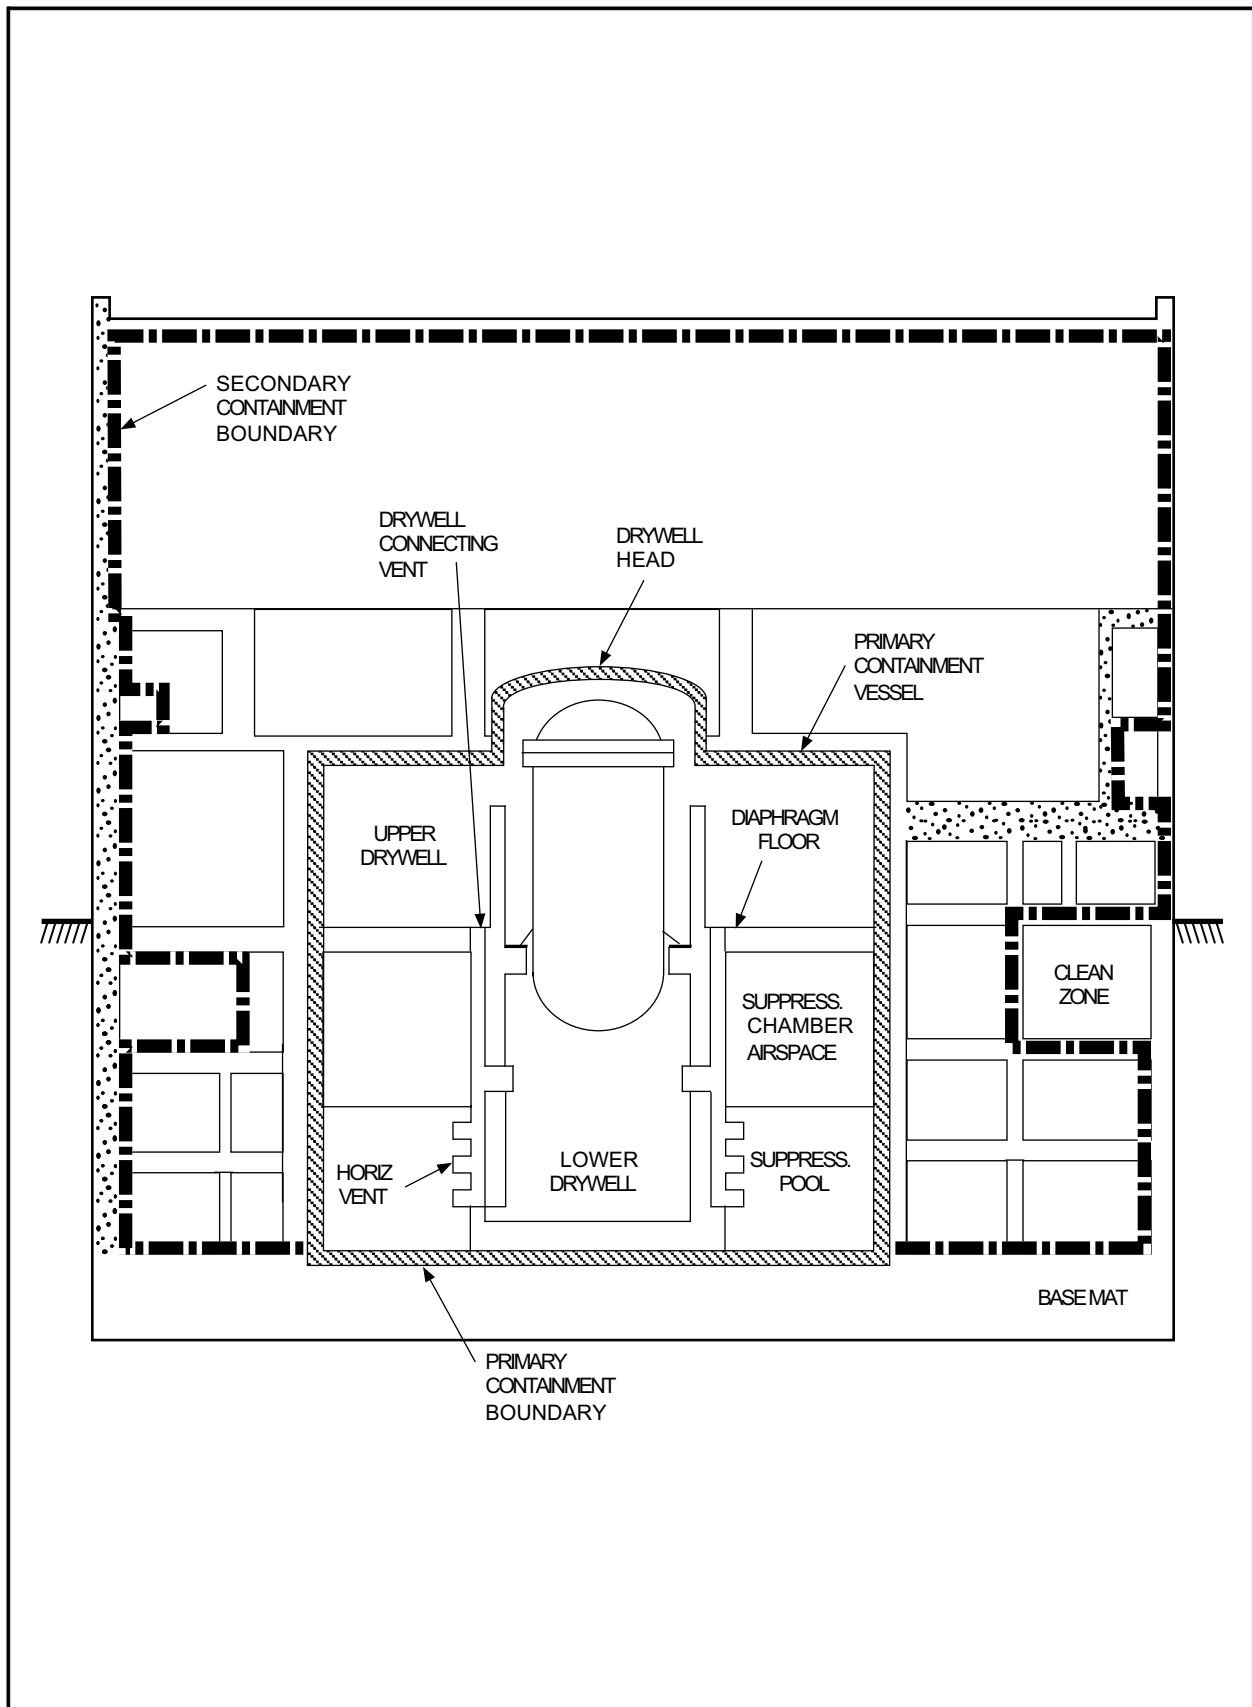 SECONDARY
CONTAINMENT
BOUNDARY
DRYWELL
CONNECTING
VENT
DRYWELL
HEAD
PRIMARY
CONTAINMENT
VESSEL
UPPER
DRYWELL
DIAPHRAGM
FLOOR
CLEAN
ZONE
SUPPRESS.
CHAMBER
AIRSPACE
HORIZ
VENT
LOWER
DRYWELL
SUPPRESS.
POOL
BASE MAT
PRIMARY
CONTAINMENT
BOUNDARY